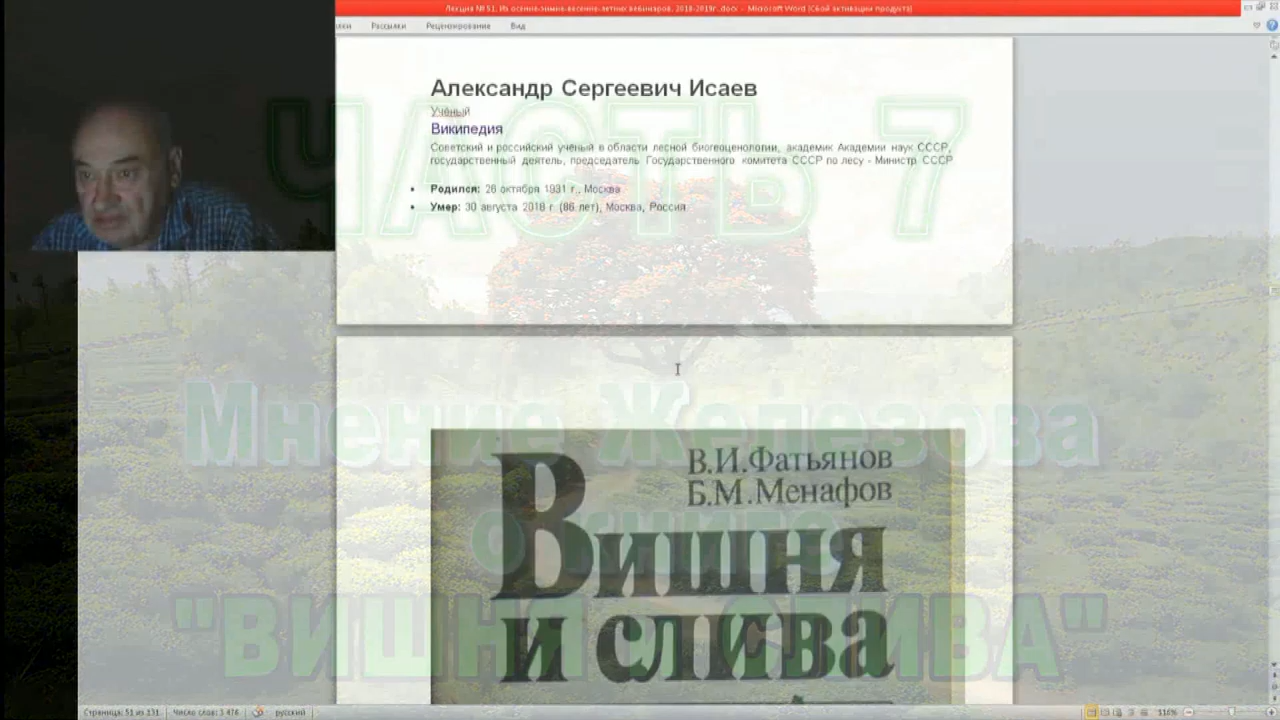 Лекция №51. Из осенне-зимне-весенне-летних вебинаров. 2018-2019г..docx - Microsoft Word (Сбой активации продукта)
Рассылки Рецензирование Вид
Александр Сергеевич Исаев
Учёный
Википедия
Советский и российский учёный в области лесной биогеоценологии, академик Академии наук СССР,
государственный деятель, председатель Государственного комитета СССР по лесу - Министр СССР
Родился: 26 октября 1931 г., Москва
Умер: 30 августа 2018 г. (86 лет), Москва, Россия
ЧАСТЬ 7
Мнение Железова
о книге
"ВИШНЯ СЛИВА"
В.И.Фатьянов
Б.М.Менафов
Вишня
и слива
Страница: 51 из 131 Число слов: 3 476 русский 116%